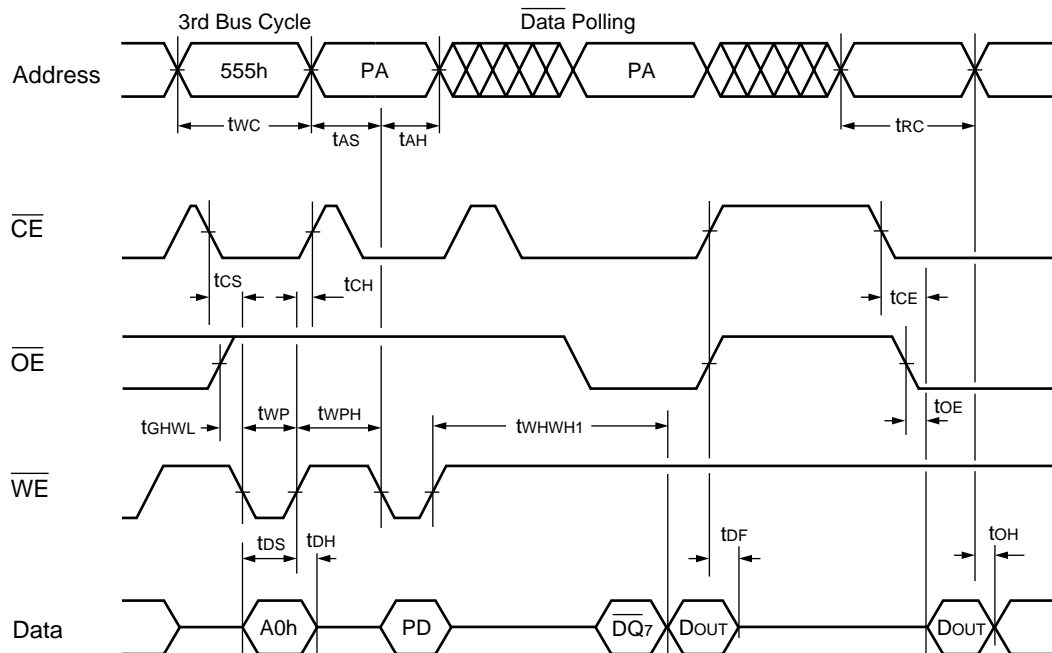 3rd Bus Cycle
Data Polling
Address
555h
PA
PA
tWC
tAS
tAH
tRC
CE
tCS
tCH
tCE
OE
tGHWL
tWP
tWPH
tWHWH1
tOE
WE
tDS
tDH
tDF
tOH
Data
A0h
PD
DQ7
DOUT
DOUT